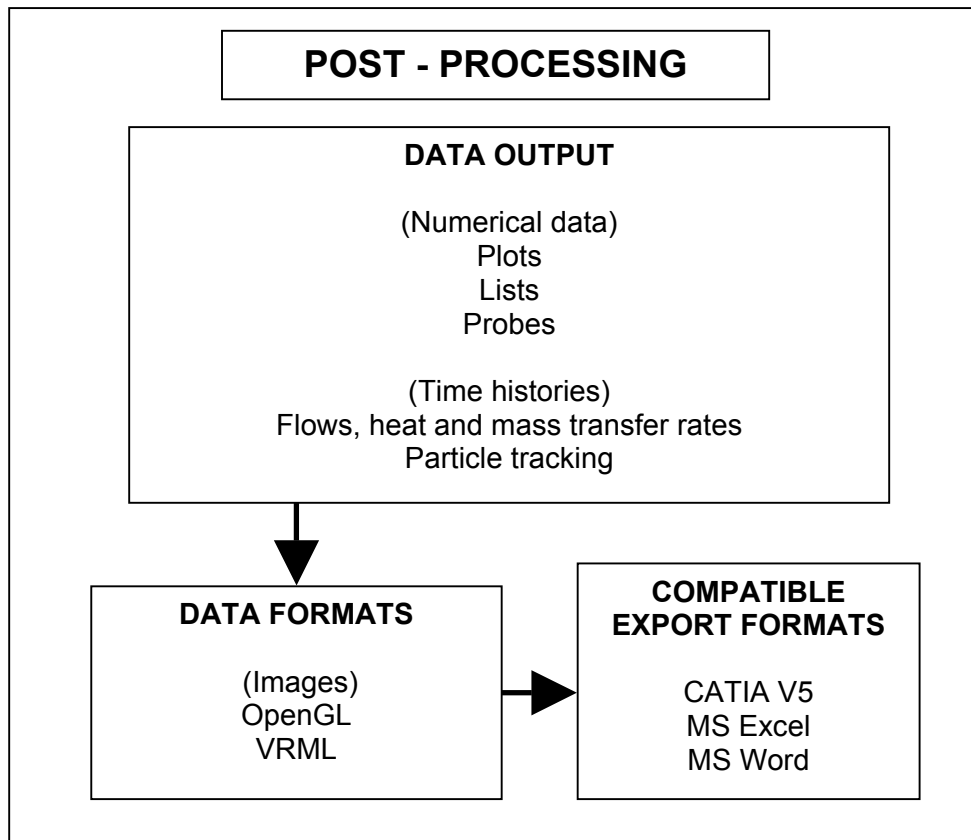 POST - PROCESSING
DATA OUTPUT
(Numerical data)
Plots
Lists
Probes
(Time histories)
Flows, heat and mass transfer rates
Particle tracking
DATA FORMATS
(Images)
OpenGL
VRML
COMPATIBLE
EXPORT FORMATS
CATIA V5
MS Excel
MS Word